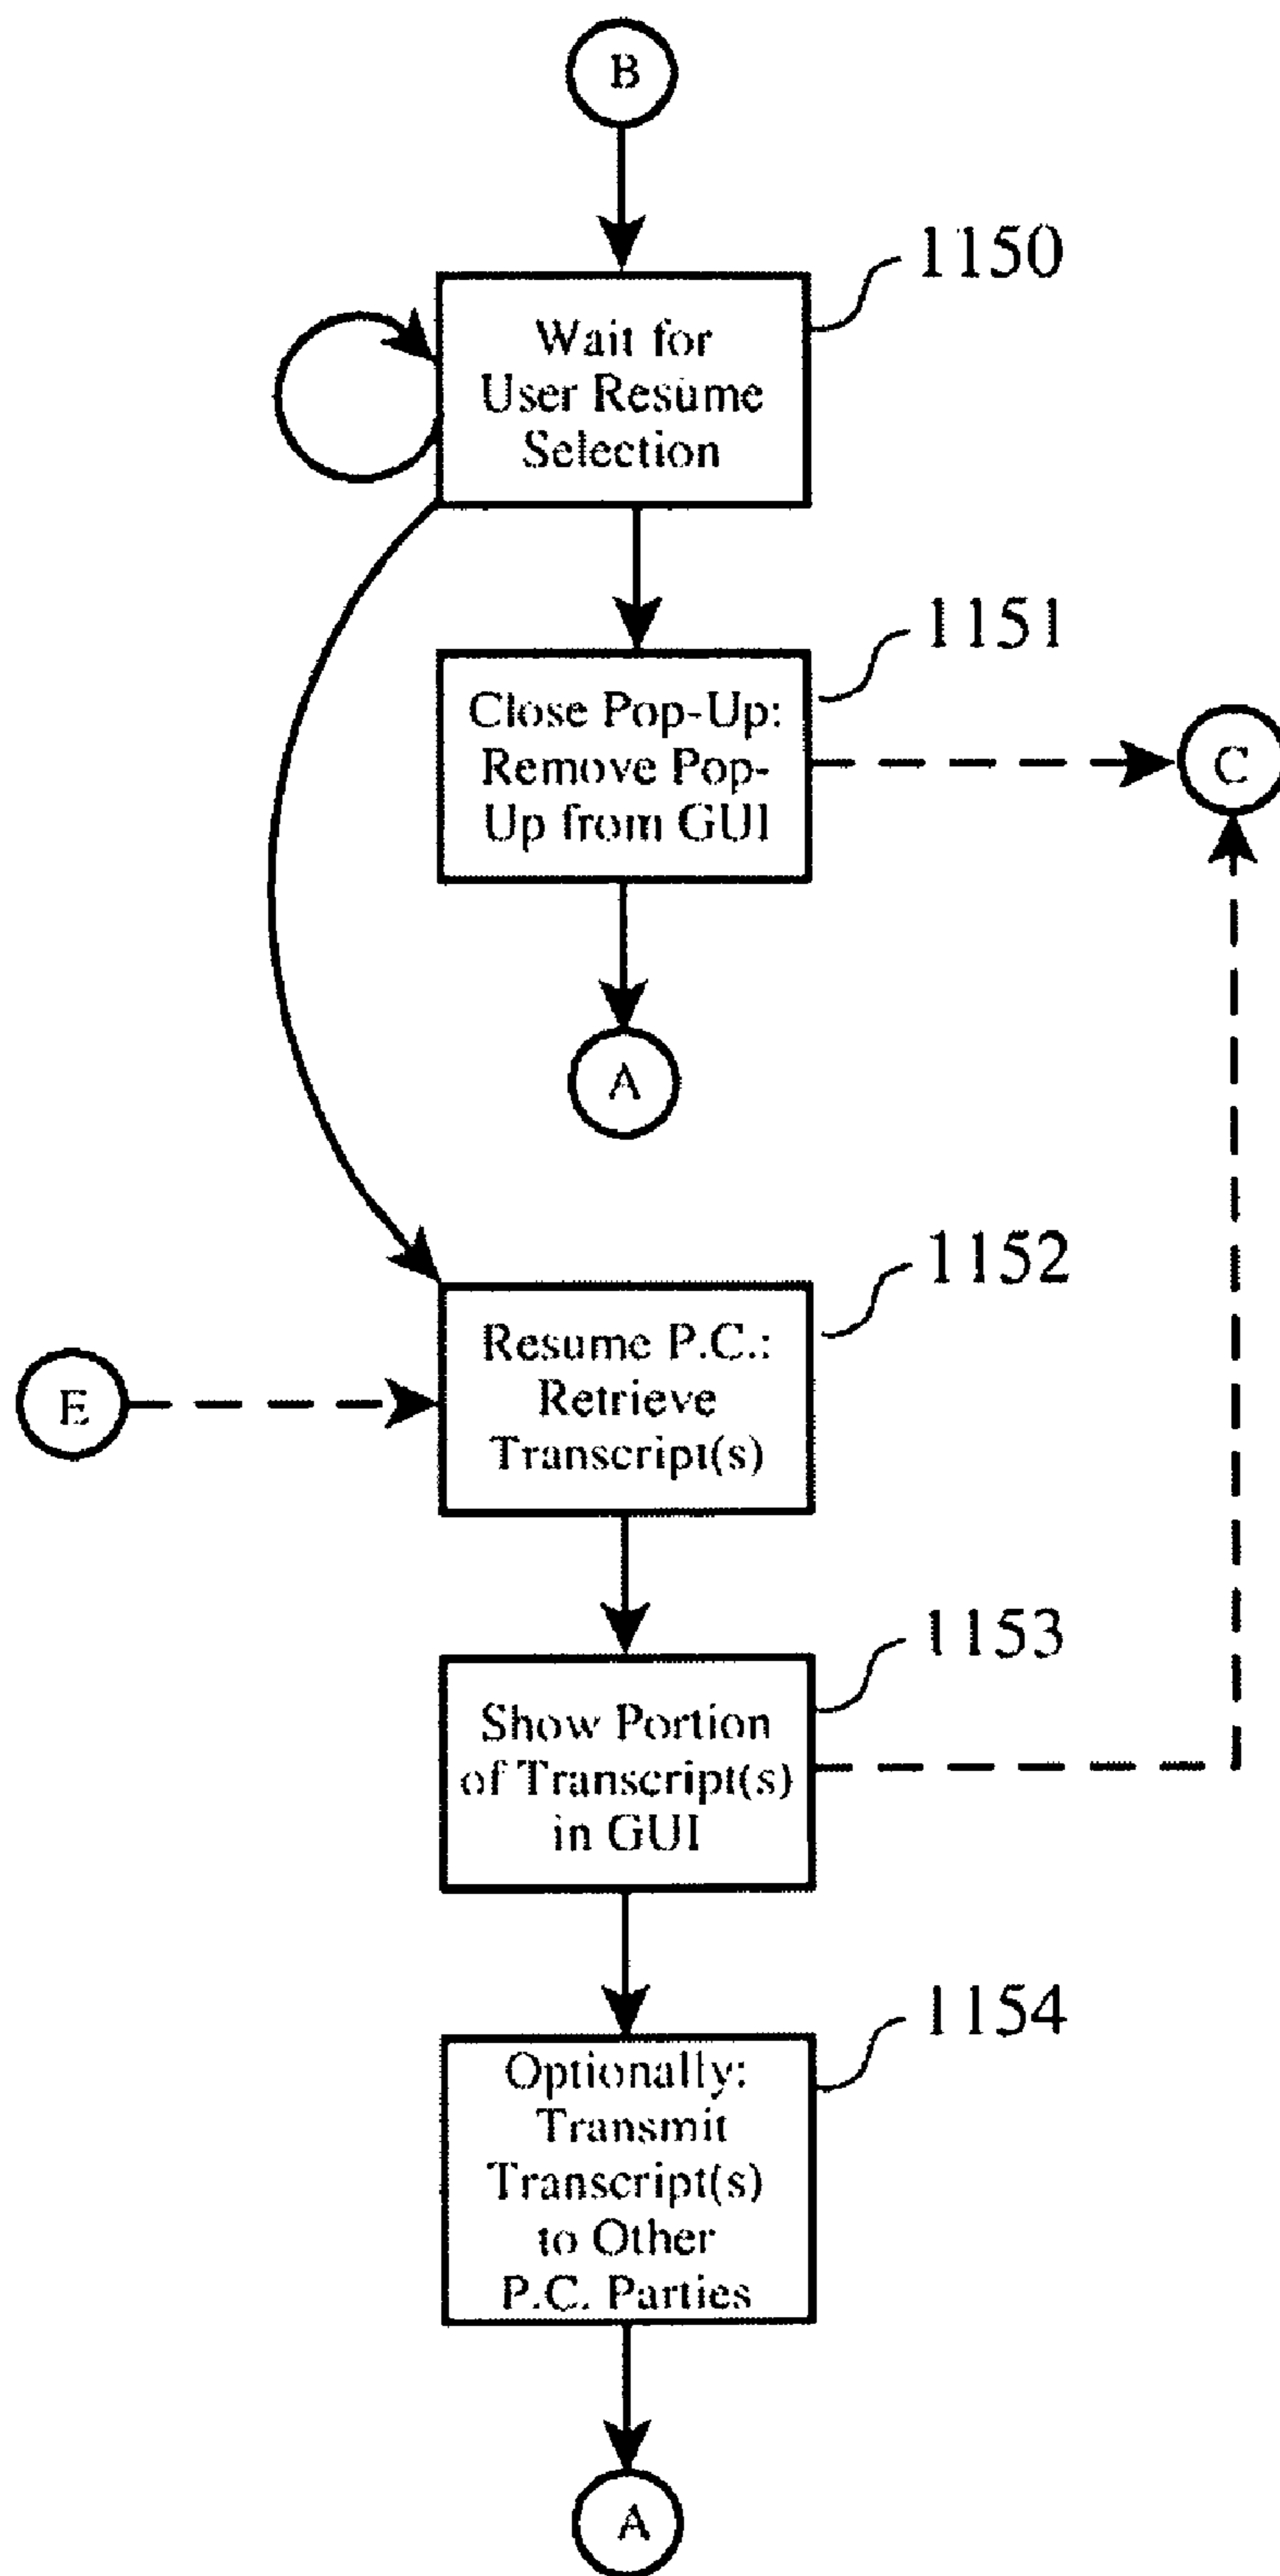 B
1150
Wait for
User Resume
Selection
1151
Close Pop-Up:
Remove Pop-
Up from GUI
C
A
1152
Resume P.C.:
Retrieve
Transcript(s)
E
1153
Show Portion
of Transcript(s)
in GUI
1154
Optionally:
Transmit
Transcript(s)
to Other
P.C. Parties
A